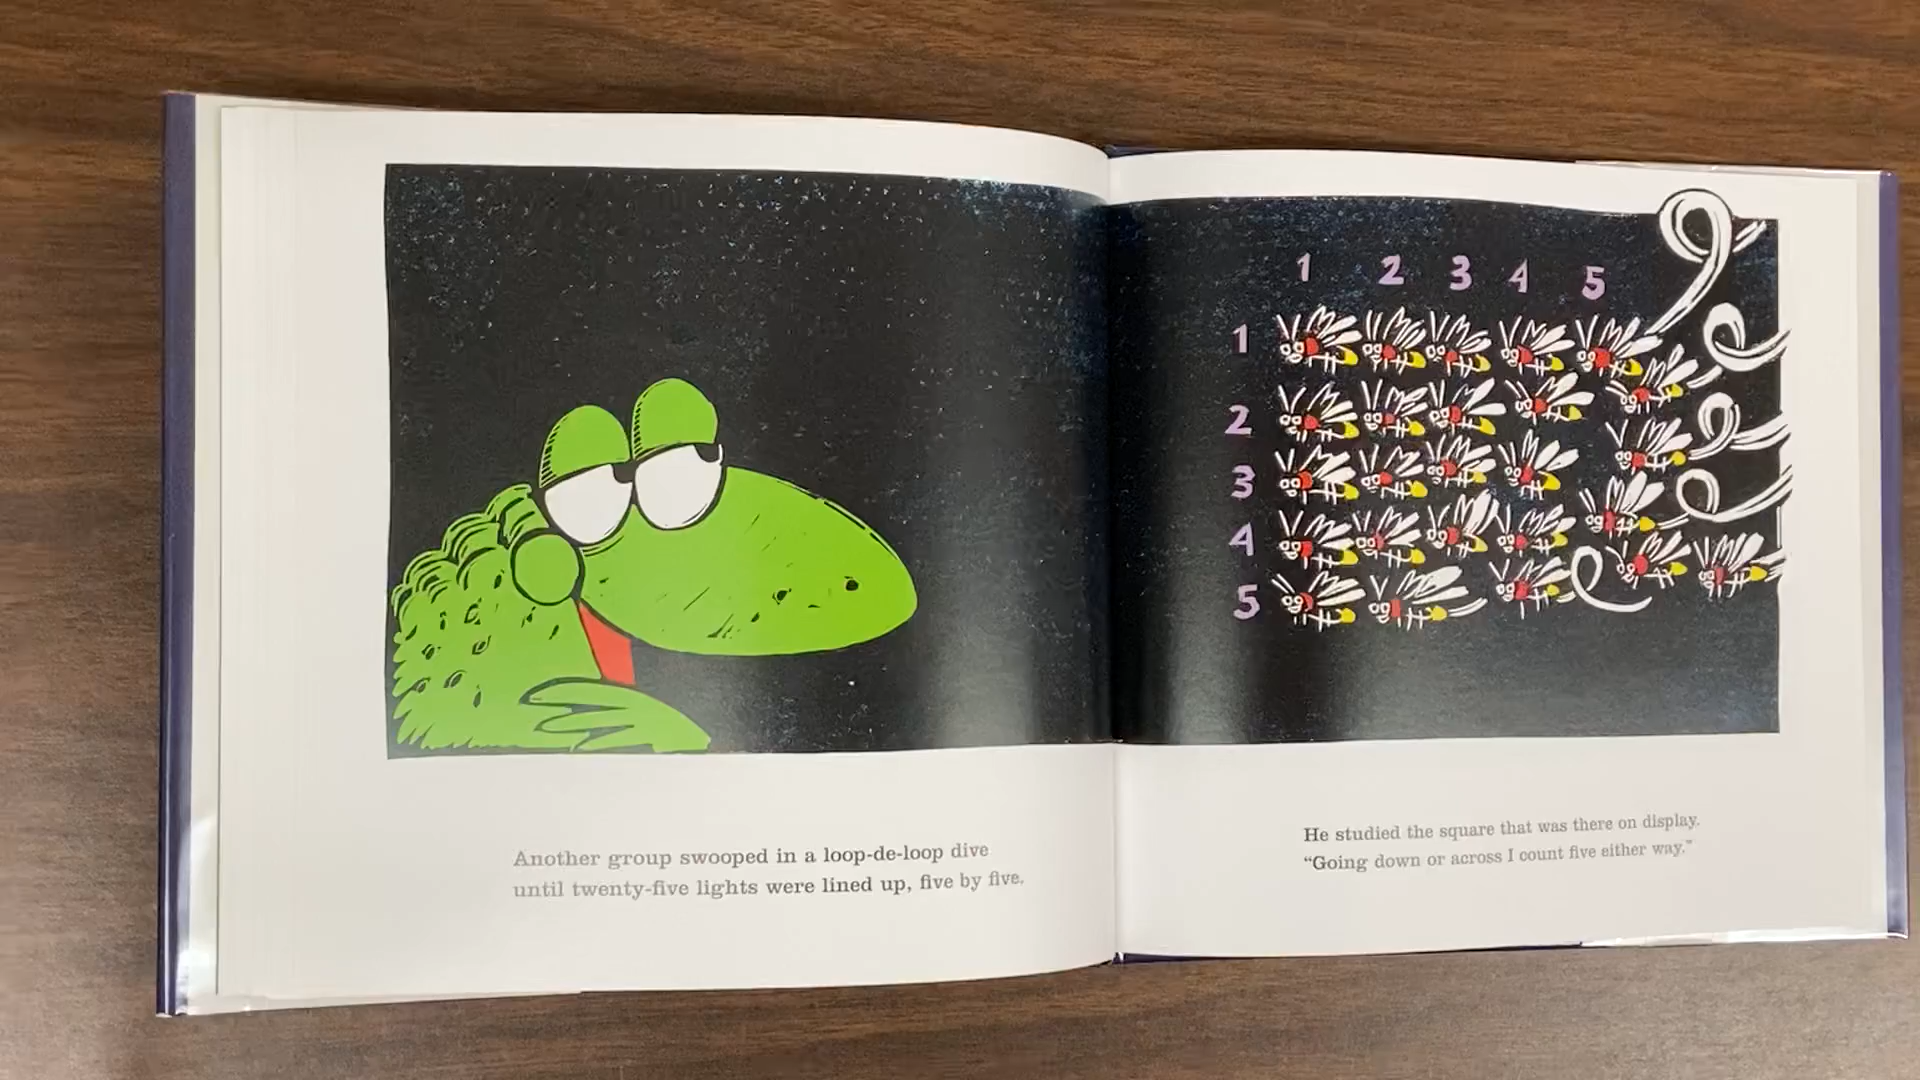 1 2 3 4 5
1
2
3
4
5
Another group swooped in a loop-de-loop dive
until twenty-five lights were lined up, five by five.
He studied the square that was there on display.
“Going down or across I count five either way.”